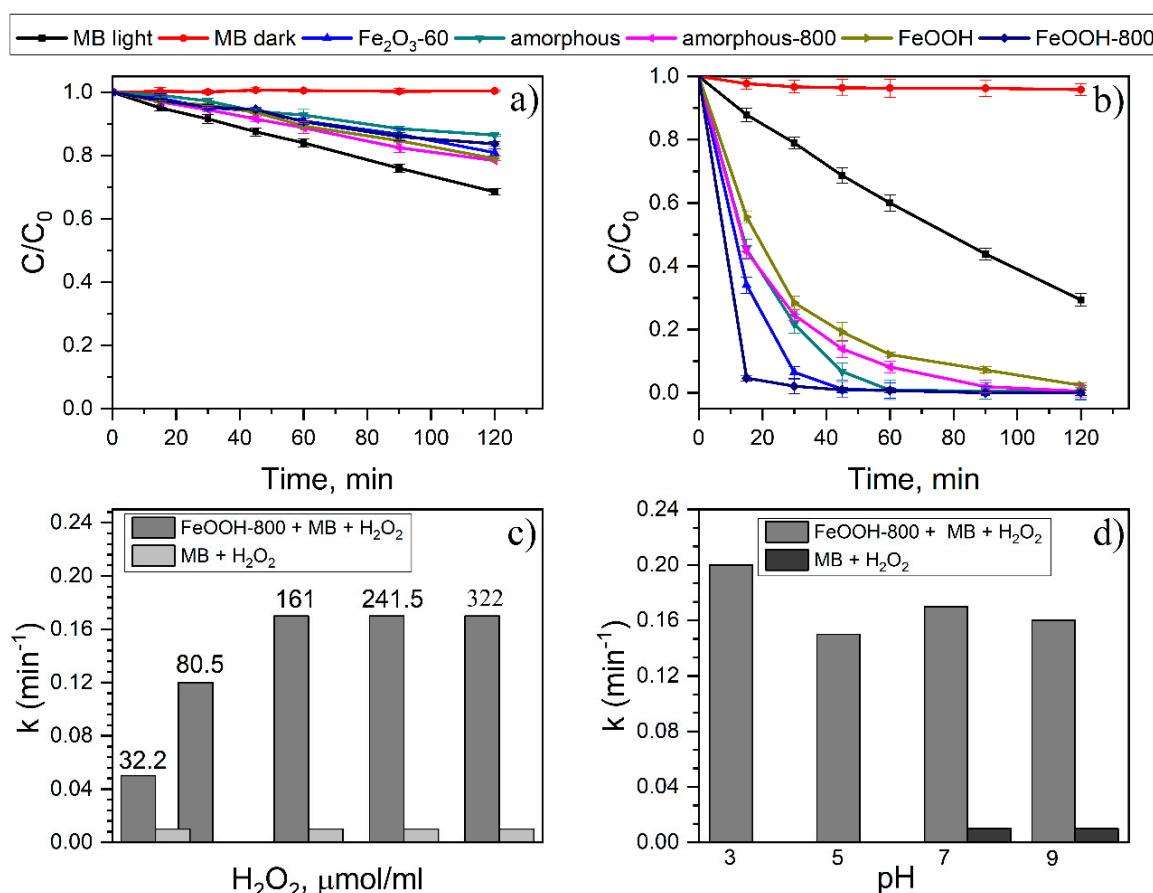 MB light MB dark Fe₂O₃-60 amorphous amorphous-800 FeOOH FeOOH-800
a)
1.0
0.8
0.6
0.4
0.2
0.0
C/C₀
0 20 40 60 80 100 120
Time, min
b)
1.0
0.8
0.6
0.4
0.2
0.0
C/C₀
0 20 40 60 80 100 120
Time, min
c)
FeOOH-800 + MB + H₂O₂
MB + H₂O₂
0.24
0.20
0.16
0.12
0.08
0.04
0.00
k (min⁻¹)
32.2
80.5
161
241.5
322
H₂O₂, μmol/ml
d)
FeOOH-800 + MB + H₂O₂
MB + H₂O₂
0.24
0.20
0.16
0.12
0.08
0.04
0.00
k (min⁻¹)
3 5 7 9
pH